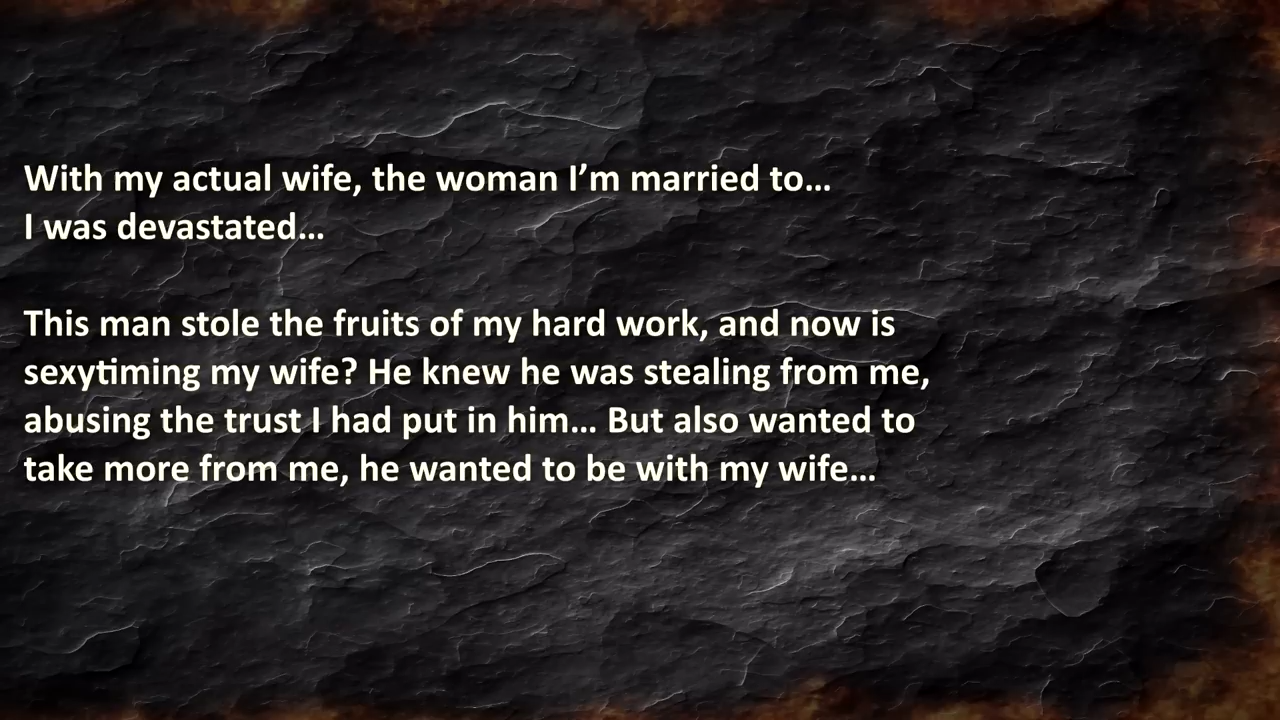 With my actual wife, the woman I’m married to…
I was devastated…
This man stole the fruits of my hard work, and now is
sexytiming my wife? He knew he was stealing from me,
abusing the trust I had put in him… But also wanted to
take more from me, he wanted to be with my wife…